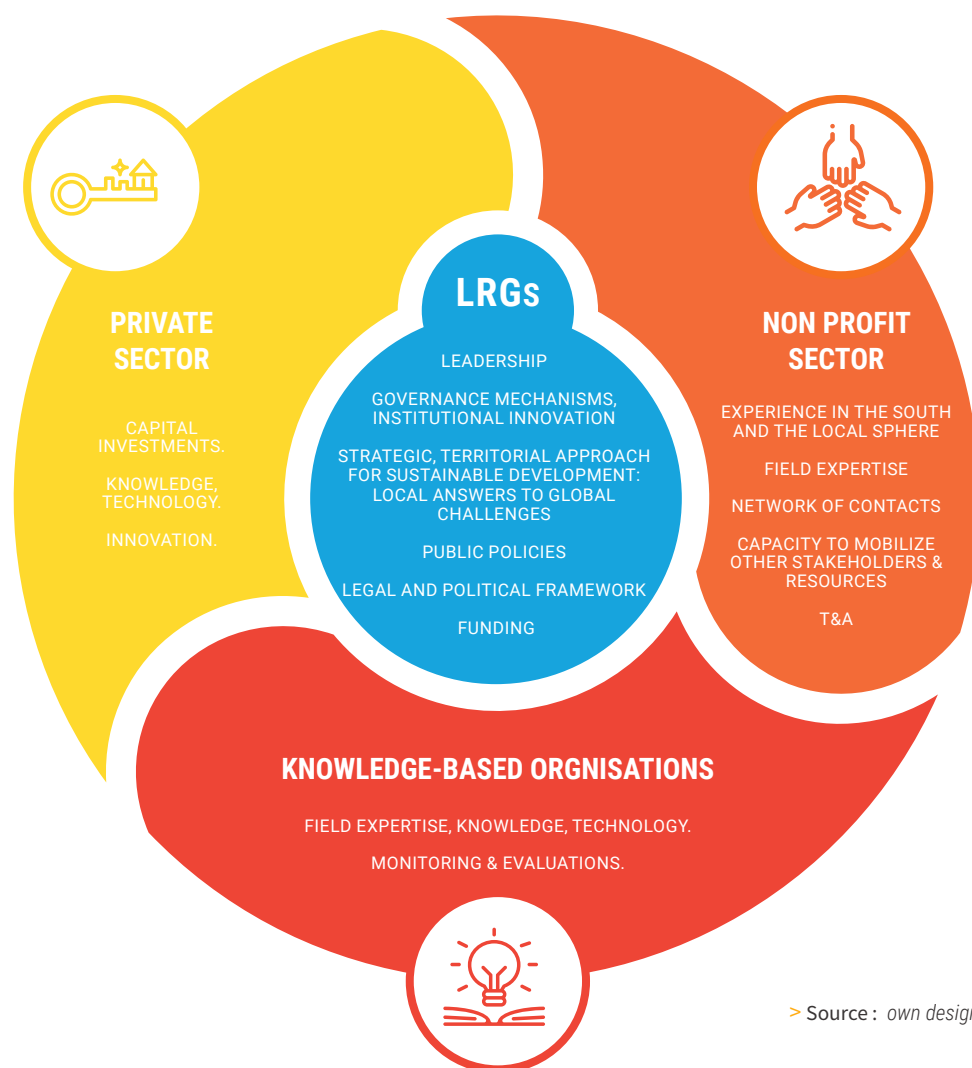 LRGs
LEADERSHIP
GOVERNANCE MECHANISMS,
INSTITUTIONAL INNOVATION
STRATEGIC, TERRITORIAL APPROACH
FOR SUSTAINABLE DEVELOPMENT:
LOCAL ANSWERS TO GLOBAL
CHALLENGES
PUBLIC POLICIES
LEGAL AND POLITICAL FRAMEWORK
FUNDING
PRIVATE
SECTOR
CAPITAL
INVESTMENTS.
KNOWLEDGE,
TECHNOLOGY.
INNOVATION.
NON PROFIT
SECTOR
EXPERIENCE IN THE SOUTH
AND THE LOCAL SPHERE
FIELD EXPERTISE
NETWORK OF CONTACTS
CAPACITY TO MOBILIZE
OTHER STAKEHOLDERS &
RESOURCES
T&A
KNOWLEDGE-BASED ORGNISATIONS
FIELD EXPERTISE, KNOWLEDGE, TECHNOLOGY.
MONITORING & EVALUATIONS.
> Source : own design